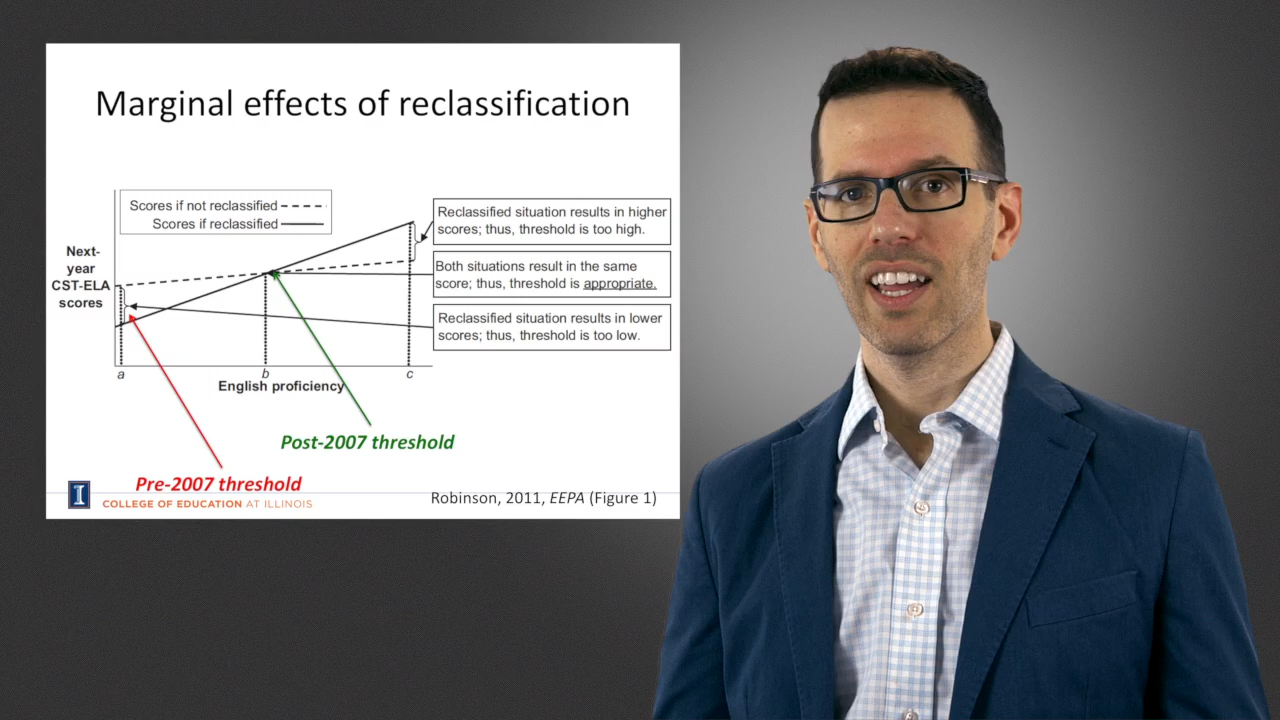 Marginal effects of reclassification
Scores if not reclassified
Scores if reclassified
Next-
year
CST-ELA
scores
Reclassified situation results in higher
scores; thus, threshold is too high.
Both situations result in the same
score; thus, threshold is appropriate.
Reclassified situation results in lower
scores; thus, threshold is too low.
a
b
c
English proficiency
Post-2007 threshold
Pre-2007 threshold
I
COLLEGE OF EDUCATION AT ILLINOIS
Robinson, 2011, EEPA (Figure 1)